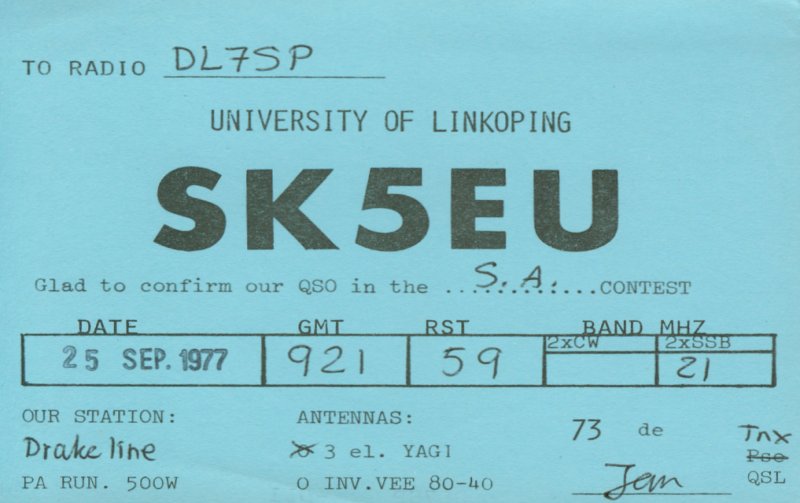 TO RADIO DL7SP
UNIVERSITY OF LINKOPING
SK5EU
Glad to confirm our QSO in the ...S.A....CONTEST
DATE GMT RST BAND MHZ
2xCW 2xSSB
25 SEP. 1977 921 59 21
OUR STATION: ANTENNAS: 73 de Tnx
Drake line 3 el. YAGI Pse
PA RUN. 500W O INV.VEE 80-40 Jan QSL